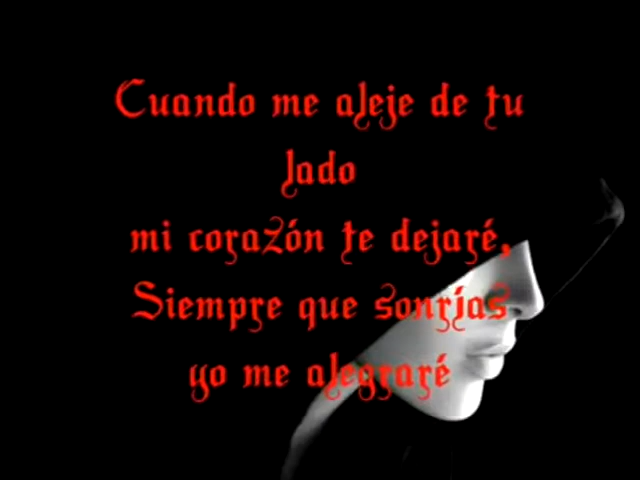 Cuando me aleje de tu
lado
mi corazón te dejaré,
Siempre que sonrías
yo me alegraré